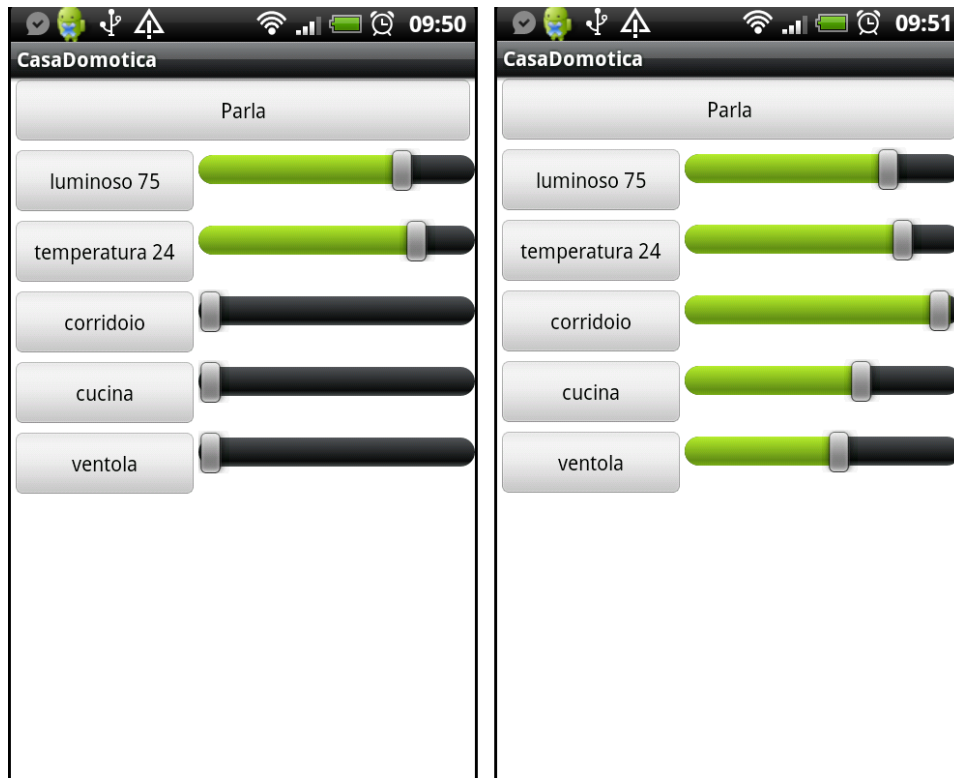 09:50
CasaDomotica
Parla
luminoso 75
temperatura 24
corridoio
cucina
ventola
09:51
CasaDomotica
Parla
luminoso 75
temperatura 24
corridoio
cucina
ventola